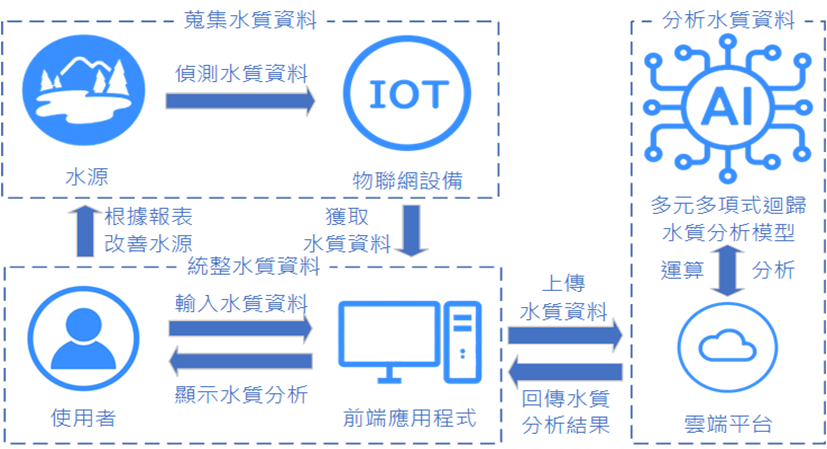 蒐集水質資料
偵測水質資料
IOT
水源
物聯網設備
根據報表
改善水源
獲取
水質資料
統整水質資料
輸入水質資料
顯示水質分析
使用者
前端應用程式
上傳
水質資料
回傳水質
分析結果
分析水質資料
AI
多元多項式迴歸
水質分析模型
運算
分析
雲端平台